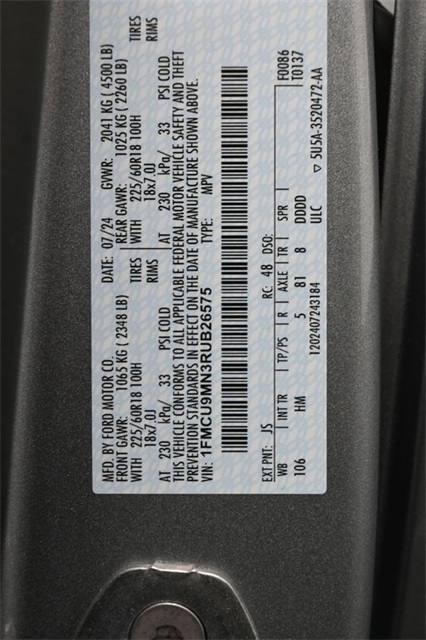 MFD. BY FORD MOTOR CO. DATE: 07/24 GVWR: 2041 KG ( 4500 LB)
FRONT GAWR: 1065 KG ( 2348 LB) REAR GAWR: 1025 KG ( 2260 LB)
WITH 225/60R18 100H TIRES WITH 225/60R18 100H TIRES
18x7.0J RIMS 18x7.0J RIMS
AT 230 kPa/ 33 PSI COLD AT 230 kPa/ 33 PSI COLD
THIS VEHICLE CONFORMS TO ALL APPLICABLE FEDERAL MOTOR VEHICLE SAFETY AND THEFT
PREVENTION STANDARDS IN EFFECT ON THE DATE OF MANUFACTURE SHOWN ABOVE.
VIN: 1FMCU9MN3RUB26575 TYPE: MPV
EXT PNT: JS RC: 48 DSO: F0086
WB INT TR TP/PS R AXLE TR SPR T0137
106 HM 5 81 8 DDDD
1202407243184 ULC ▽ 5U5A-3520472-AA